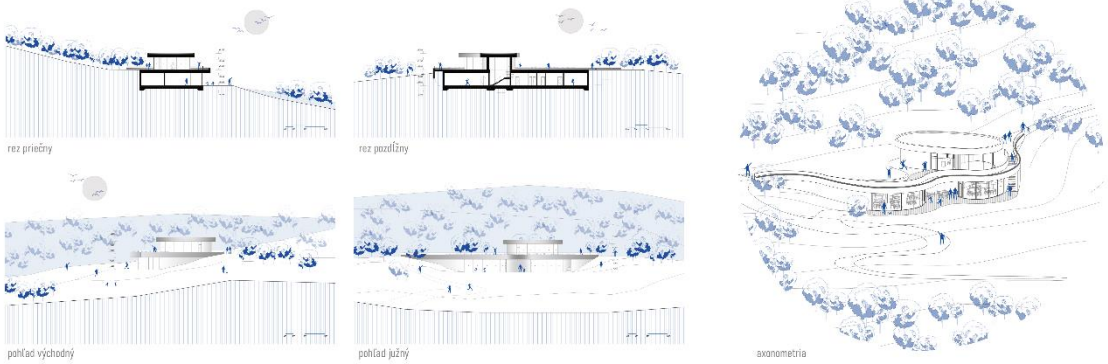 rez priečny
rez pozdĺžny
pohľad východný
pohľad južný
axonometria